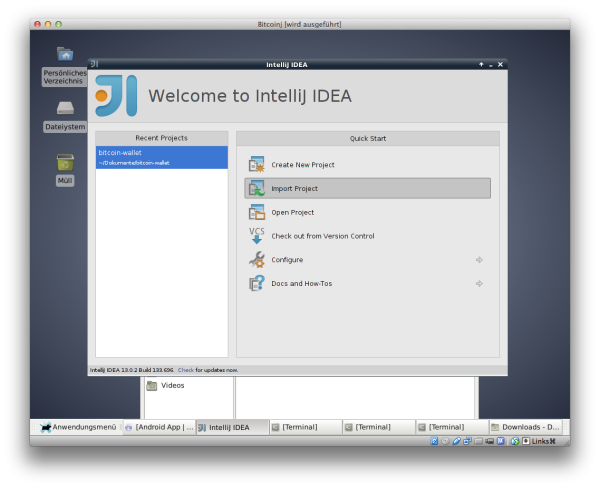 Bitcoinj [wird ausgeführt]
Persönliches
Verzeichnis
Dateiystem
Müll
IntelliJ IDEA
Welcome to IntelliJ IDEA
Recent Projects
bitcoin-wallet
~/Dokumente/bitcoin-wallet
Quick Start
Create New Project
Import Project
Open Project
VCS
Check out from Version Control
Configure
Docs and How-Tos
IntelliJ IDEA 13.0.2 Build 133.696. Check for updates now.
Videos
Anwendungsmenü
[Android App | ...
IntelliJ IDEA
[Terminal]
[Terminal]
[Terminal]
Downloads - D...
Links⌘